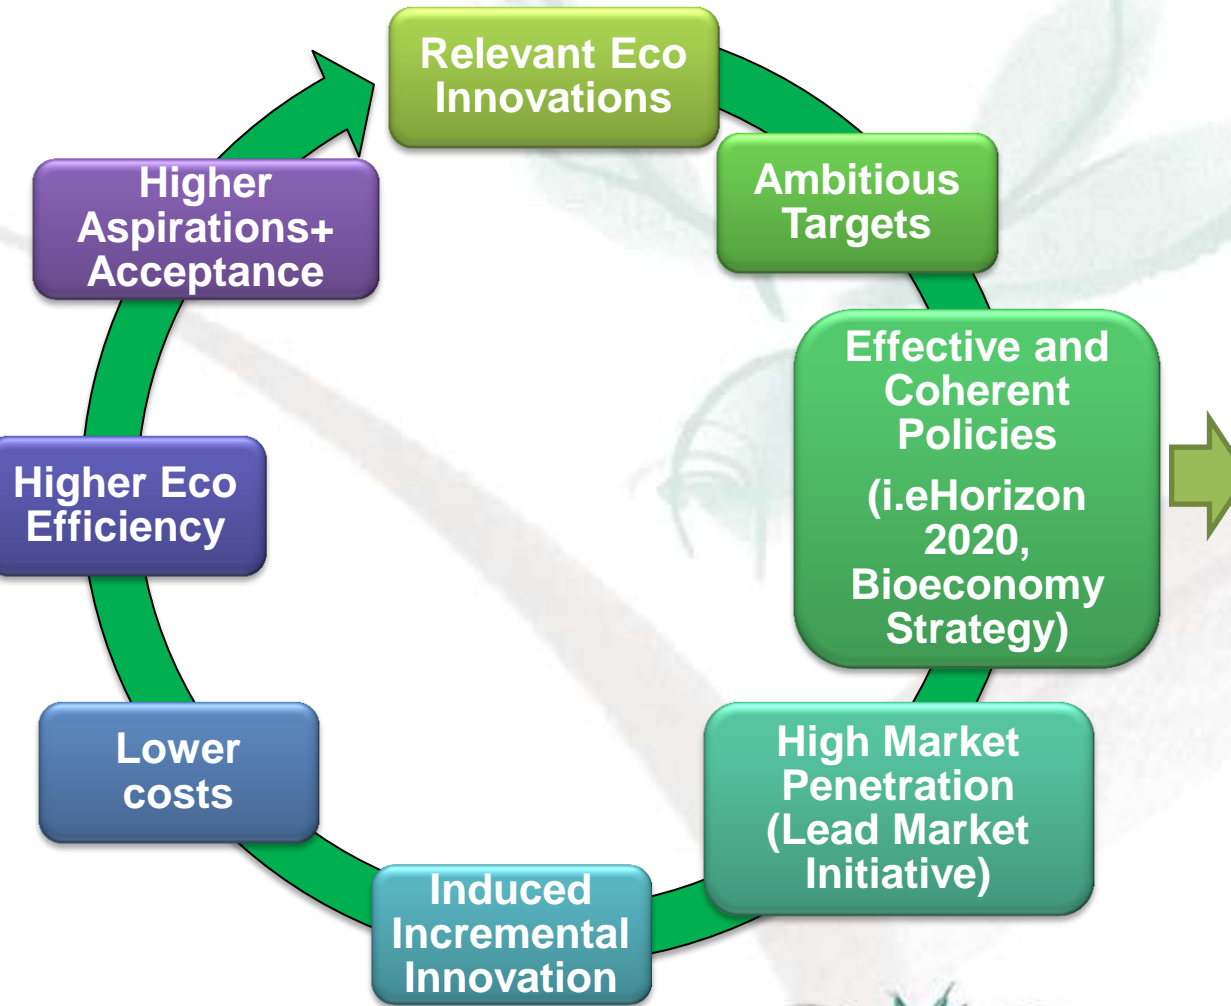 Relevant Eco
Innovations
Ambitious
Targets
Effective and
Coherent
Policies
(i.eHorizon
2020,
Bioeconomy
Strategy)
High Market
Penetration
(Lead Market
Initiative)
Induced
Incremental
Innovation
Lower
costs
Higher Eco
Efficiency
Higher
Aspirations+
Acceptance